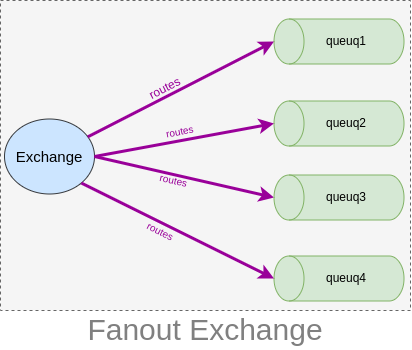 queuq1
routes
queuq2
routes
Exchange
routes
queuq3
routes
queuq4
Fanout Exchange